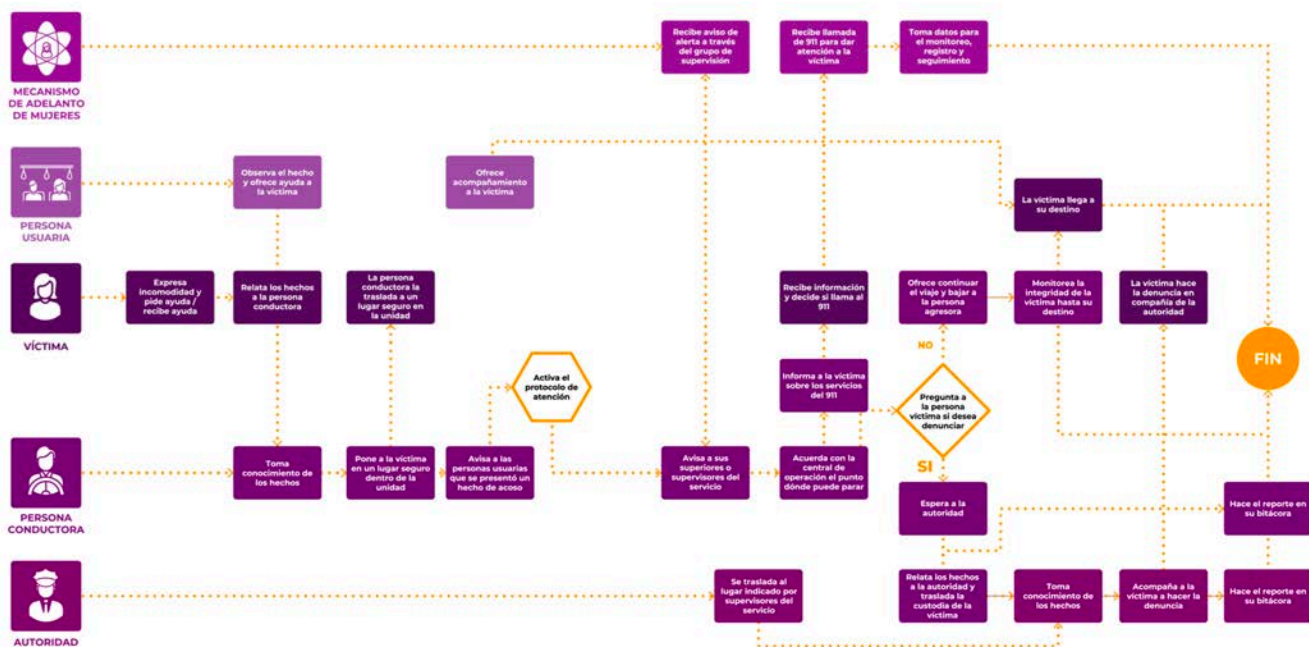 MECANISMO
DE ADELANTO
DE MUJERES
Recibe aviso de
alerta a través
del grupo de
supervisión
Recibe llamada
de 911 para dar
atención a la
víctima
Toma datos para
el monitoreo,
registro y
seguimiento
PERSONA
USUARIA
Observa el hecho
y ofrece ayuda a
la víctima
Ofrece
acompañamiento
a la víctima
La víctima llega a
su destino
VÍCTIMA
Expresa
incomodidad y
pide ayuda /
recibe ayuda
Relata los hechos
a la persona
conductora
La persona
conductora la
traslada a un
lugar seguro en
la unidad
Recibe información
y decide si llama al
911
Ofrece continuar
el viaje y bajar a
la persona
agresora
Monitorea la
integridad de la
víctima hasta su
destino
La víctima hace
la denuncia en
compañía de la
autoridad
FIN
Activa el
protocolo de
atención
Informa a la víctima
sobre los servicios
del 911
NO
Pregunta a
la persona
víctima si desea
denunciar
SI
PERSONA
CONDUCTORA
Toma
conocimiento de
los hechos
Pone a la víctima
en un lugar seguro
dentro de la
unidad
Avisa a las
personas usuarias
que se presentó un
hecho de acoso
Avisa a sus
superiores o
supervisores del
servicio
Acuerda con la
central de
operación el punto
dónde puede parar
Espera a la
autoridad
Hace el reporte en
su bitácora
AUTORIDAD
Se traslada al
lugar indicado por
supervisores del
servicio
Relata los hechos
a la autoridad y
traslada la
custodia de la
víctima
Toma
conocimiento de
los hechos
Acompaña a la
víctima a hacer la
denuncia
Hace el reporte en
su bitácora